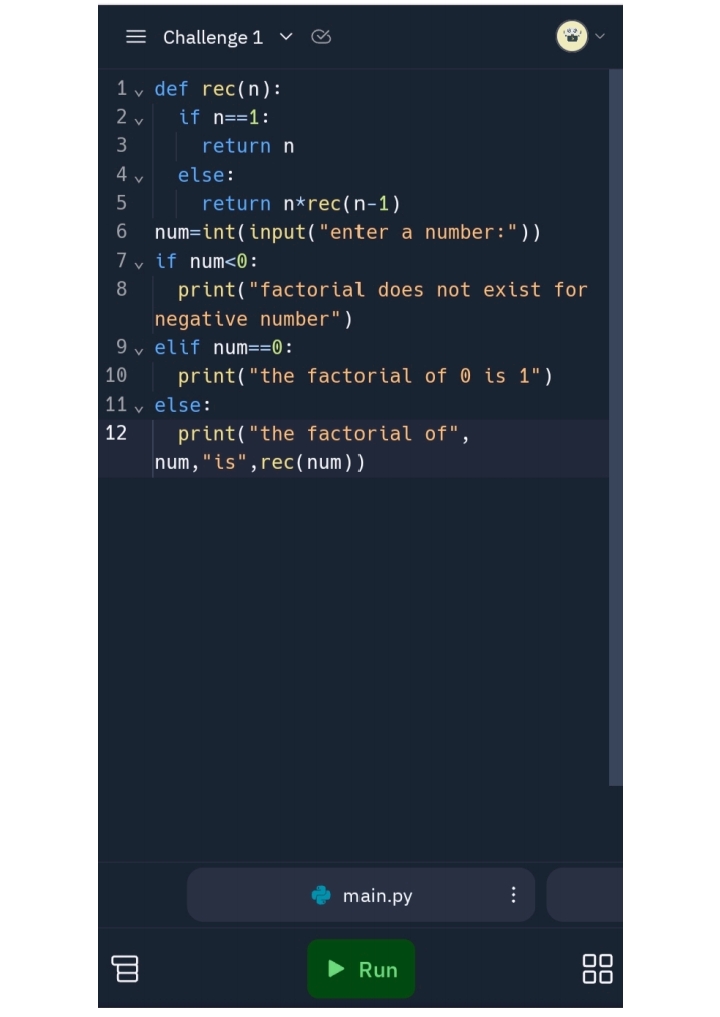 Challenge 1
1 def rec(n):
2   if n==1:
3     return n
4   else:
5     return n*rec(n-1)
6 num=int(input("enter a number:"))
7 if num<0:
8   print("factorial does not exist for
negative number")
9 elif num==0:
10   print("the factorial of 0 is 1")
11 else:
12   print("the factorial of",
num,"is",rec(num))
main.py
Run